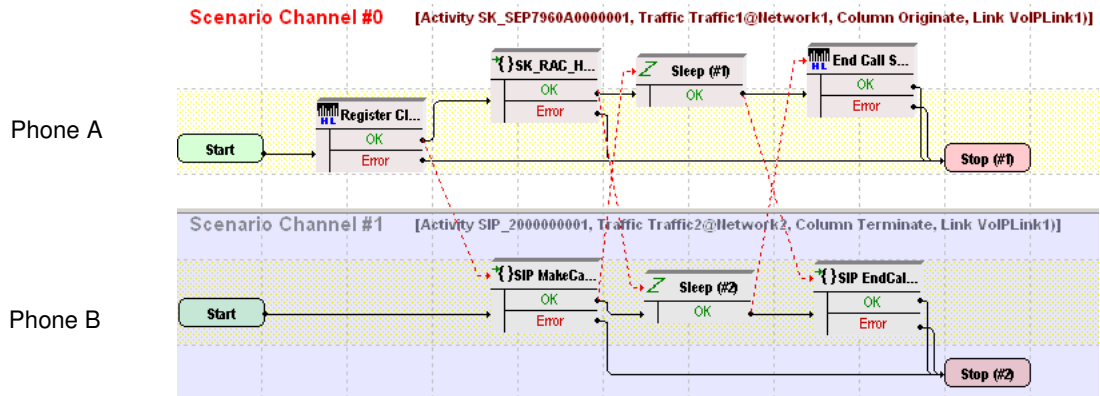 Scenario Channel #0 [Activity SK_SEP7960A0000001, Traffic Traffic1@Network1, Column Originate, Link VoIPLink1)]
{}SK_RAC_H...
OK
Error
Sleep (#1)
OK
HL End Call S...
OK
Error
Phone A
HL Register Cl...
OK
Error
Start
Stop (#1)
Scenario Channel #1 [Activity SIP_2000000001, Traffic Traffic2@Network2, Column Terminate, Link VoIPLink1)]
{}SIP MakeCa...
OK
Error
Sleep (#2)
OK
{}SIP EndCal...
OK
Error
Phone B
Start
Stop (#2)